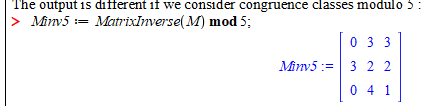 The output is different if we consider congruence classes modulo 5 :
> Minv5 := MatrixInverse(M) mod 5;
Minv5 := [ 0 3 3
3 2 2
0 4 1 ]